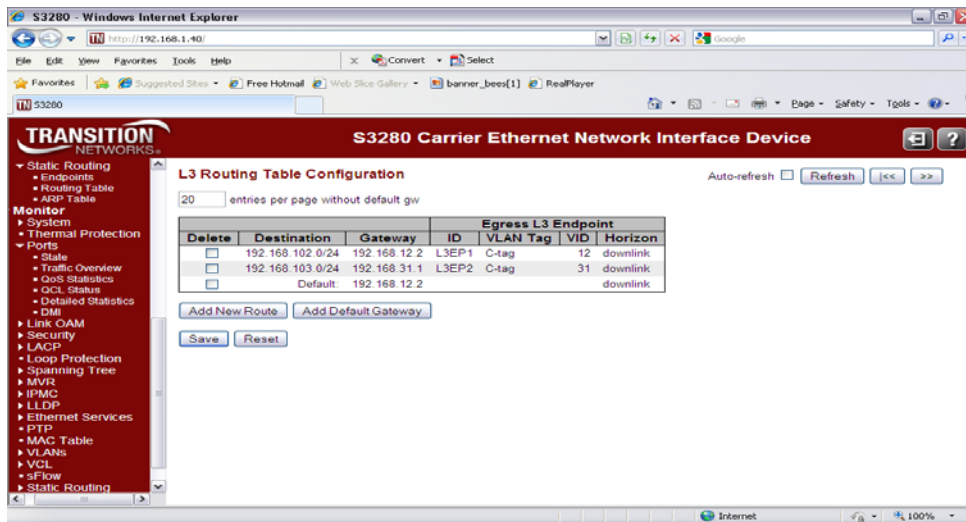 S3280 - Windows Internet Explorer
http://192.168.1.40/
Google
File Edit View Favorites Tools Help
Convert Select
Favorites Suggested Sites Free Hotmail Web Slice Gallery banner_bees[1] RealPlayer
S3280
Page Safety Tools
TRANSITION NETWORKS®
S3280 Carrier Ethernet Network Interface Device
Static Routing
Endpoints
Routing Table
ARP Table
Monitor
System
Thermal Protection
Ports
State
Traffic Overview
QoS Statistics
QCL Status
Detailed Statistics
DMI
Link OAM
Security
LACP
Loop Protection
Spanning Tree
MVR
IPMC
LLDP
Ethernet Services
PTP
MAC Table
VLANs
VCL
sFlow
Static Routing
L3 Routing Table Configuration
Auto-refresh Refresh |<< >>
20 entries per page without default gw
Egress L3 Endpoint
Delete Destination Gateway ID VLAN Tag VID Horizon
192.168.102.0/24 192.168.12.2 L3EP1 C-tag 12 downlink
192.168.103.0/24 192.168.31.1 L3EP2 C-tag 31 downlink
Default: 192.168.12.2 downlink
Add New Route Add Default Gateway
Save Reset
Internet 100%